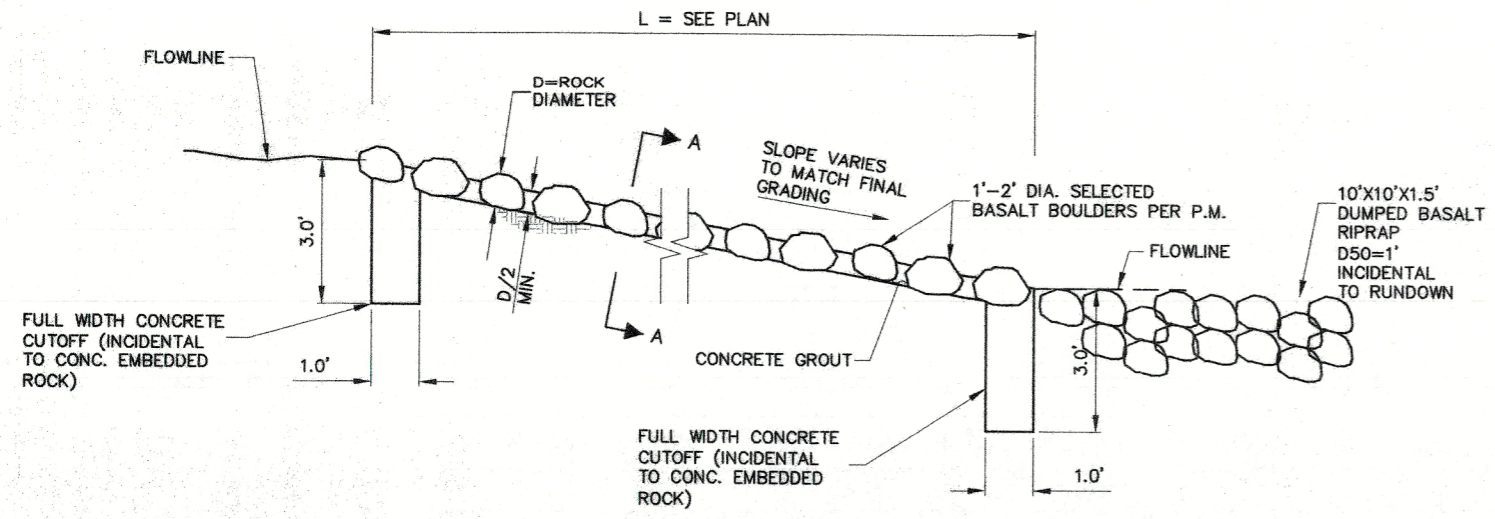 L = SEE PLAN
FLOWLINE
D=ROCK
DIAMETER
A
SLOPE VARIES
TO MATCH FINAL
GRADING
1'-2' DIA. SELECTED
BASALT BOULDERS PER P.M.
10'X10'X1.5'
DUMPED BASALT
RIPRAP
D50=1'
INCIDENTAL
TO RUNDOWN
FLOWLINE
3.0'
D/2
MIN.
FULL WIDTH CONCRETE
CUTOFF (INCIDENTAL
TO CONC. EMBEDDED
ROCK)
1.0'
A
CONCRETE GROUT
3.0'
FULL WIDTH CONCRETE
CUTOFF (INCIDENTAL
TO CONC. EMBEDDED
ROCK)
1.0'